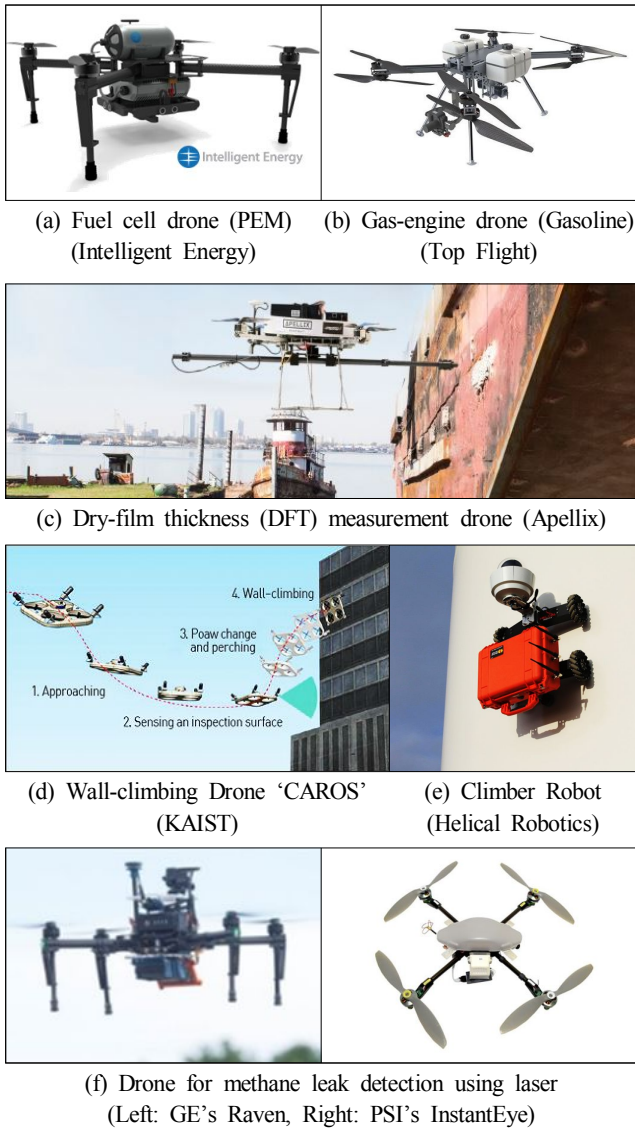 Intelligent Energy
(a) Fuel cell drone (PEM)
(Intelligent Energy)
(b) Gas-engine drone (Gasoline)
(Top Flight)
APELLIX
(c) Dry-film thickness (DFT) measurement drone (Apellix)
4. Wall-climbing
3. Poaw change
and perching
1. Approaching
2. Sensing an inspection surface
(d) Wall-climbing Drone ‘CAROS’
(KAIST)
(e) Climber Robot
(Helical Robotics)
(f) Drone for methane leak detection using laser
(Left: GE's Raven, Right: PSI's InstantEye)